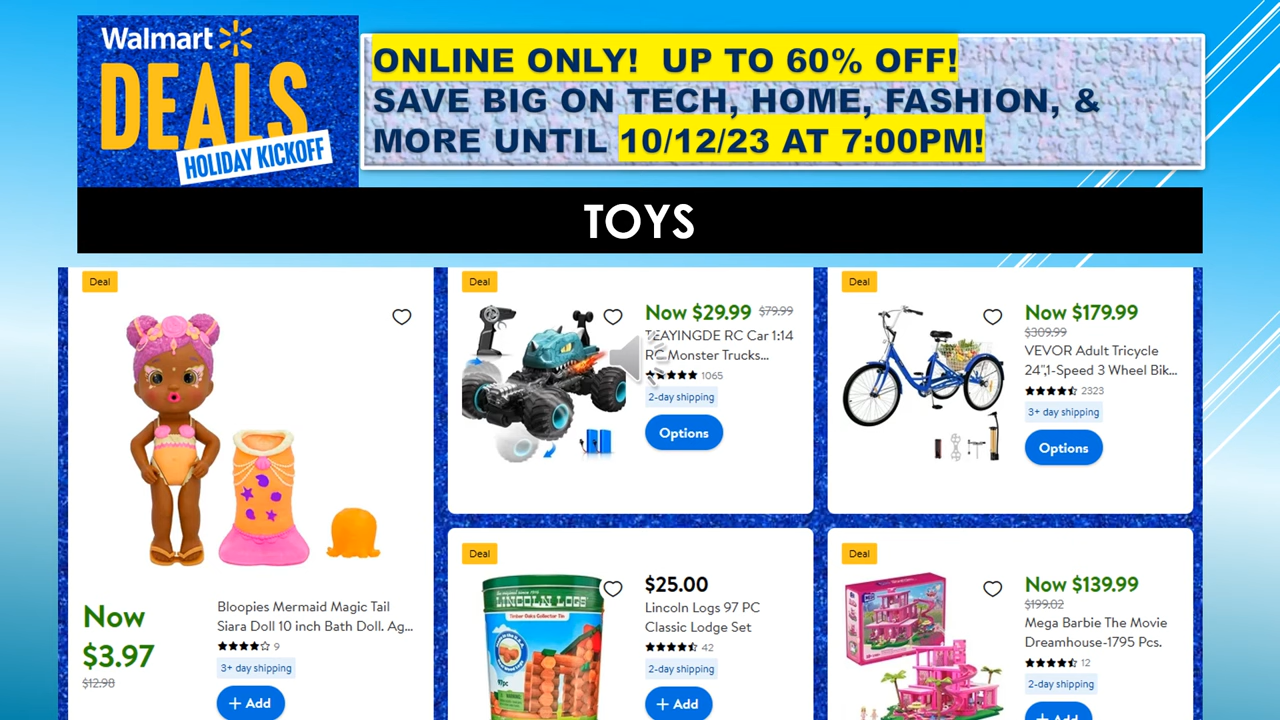 Walmart
DEALS
HOLIDAY KICKOFF
ONLINE ONLY!  UP TO 60% OFF!
SAVE BIG ON TECH, HOME, FASHION, &
MORE UNTIL 10/12/23 AT 7:00PM!
TOYS
Deal
Now
$3.97
$12.98
Bloopies Mermaid Magic Tail
Siara Doll 10 inch Bath Doll. Ag...
9
3+ day shipping
+ Add
Deal
Now $29.99 $79.99
TEAYINGDE RC Car 1:14
RC Monster Trucks...
1065
2-day shipping
Options
Deal
Now $179.99
$309.99
VEVOR Adult Tricycle
24",1-Speed 3 Wheel Bik...
2323
3+ day shipping
Options
Deal
LINCOLN LOGS
97pc
$25.00
Lincoln Logs 97 PC
Classic Lodge Set
42
2-day shipping
+ Add
Deal
Now $139.99
$199.02
Mega Barbie The Movie
Dreamhouse-1795 Pcs.
12
2-day shipping
+ Add